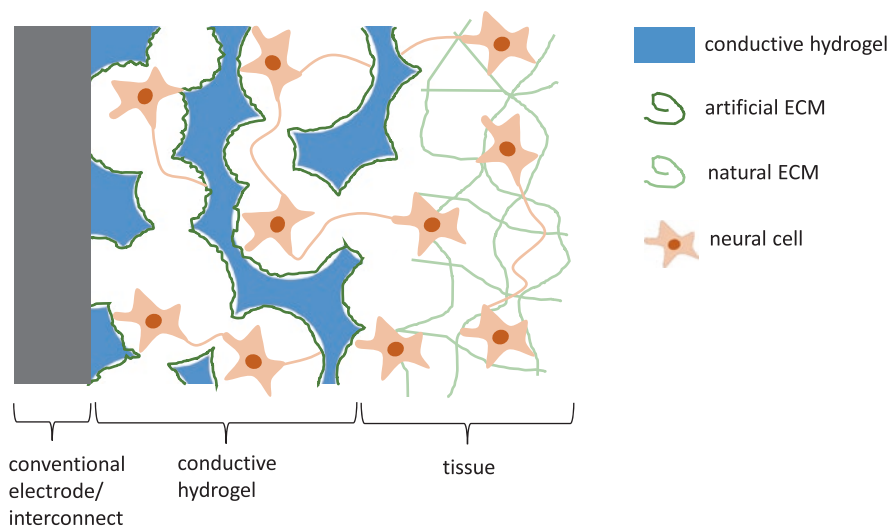 conductive hydrogel
artificial ECM
natural ECM
neural cell
conventional
electrode/
interconnect
conductive
hydrogel
tissue